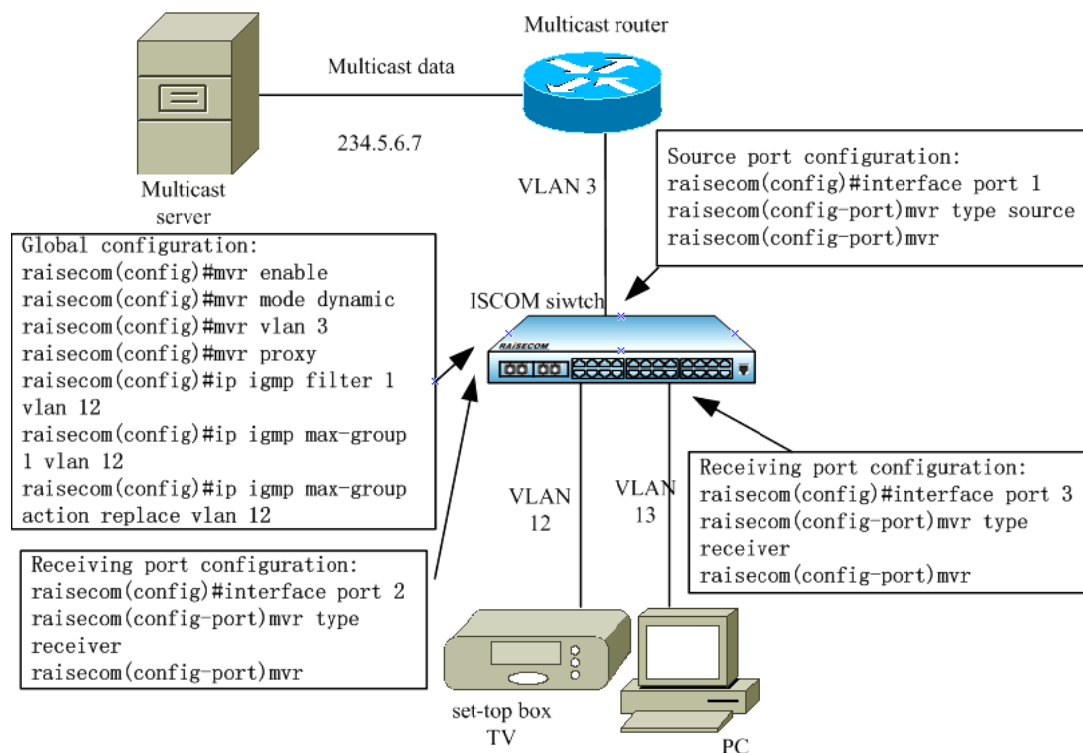 Multicast router
Multicast data
234.5.6.7
Multicast
server
VLAN 3
Source port configuration:
raisecom(config)#interface port 1
raisecom(config-port)mvr type source
raisecom(config-port)mvr
Global configuration:
raisecom(config)#mvr enable
raisecom(config)#mvr mode dynamic
raisecom(config)#mvr vlan 3
raisecom(config)#mvr proxy
raisecom(config)#ip igmp filter 1
vlan 12
raisecom(config)#ip igmp max-group
1 vlan 12
raisecom(config)#ip igmp max-group
action replace vlan 12
ISCOM siwtch
RAISECOM
VLAN
12
VLAN
13
Receiving port configuration:
raisecom(config)#interface port 3
raisecom(config-port)mvr type
receiver
raisecom(config-port)mvr
Receiving port configuration:
raisecom(config)#interface port 2
raisecom(config-port)mvr type
receiver
raisecom(config-port)mvr
set-top box
TV
PC